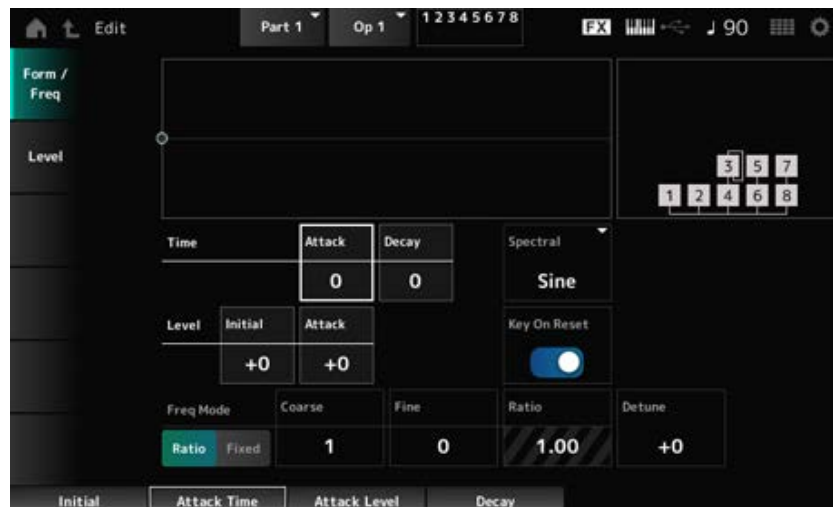 Edit Part 1 Op 1 12345678 FX 90
Form /
Freq
Level
3 5 7
1 2 4 6 8
Time Attack Decay Spectral
0 0 Sine
Level Initial Attack Key On Reset
+0 +0
Freq Mode Coarse Fine Ratio Detune
Ratio Fixed 1 0 1.00 +0
Initial Attack Time Attack Level Decay